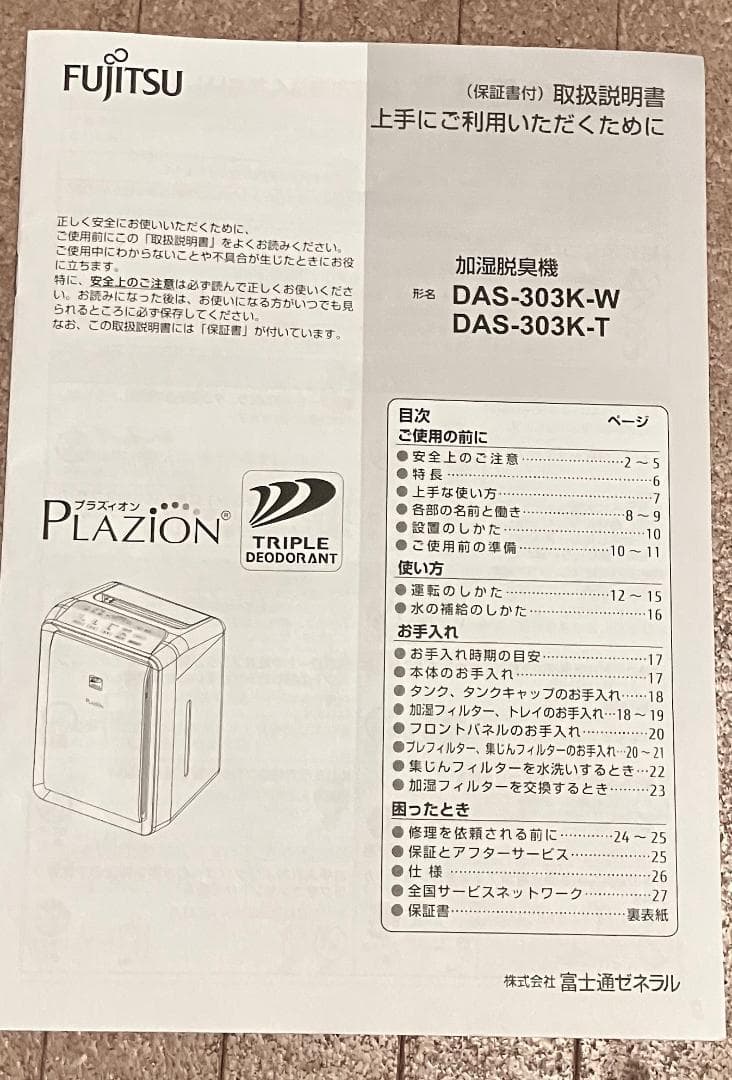 FUJITSU
（保証書付）取扱説明書
上手にご利用いただくために
正しく安全にお使いいただくために、
ご使用前にこの「取扱説明書」をよくお読みください。
ご使用中にわからないことや不具合が生じたときにお役
に立ちます。
特に、安全上のご注意は必ず読んで正しくお使いくださ
い。お読みになった後は、お使いになる方がいつでも見
られるところに必ず保存してください。
なお、この取扱説明書には「保証書」が付いています。
加湿脱臭機
形名 DAS-303K-W
DAS-303K-T
プラズィオン
PLAZION®
TRIPLE
DEODORANT
目次 ページ
ご使用の前に
●安全上のご注意……………………2～5
●特長……………………………………6
●上手な使い方…………………………7
●各部の名前と働き………………8～9
●設置のしかた………………………10
●ご使用前の準備……………10～11
使い方
●運転のしかた………………12～15
●水の補給のしかた…………………16
お手入れ
●お手入れ時期の目安………………17
●本体のお手入れ……………………17
●タンク、タンクキャップのお手入れ……18
●加湿フィルター、トレイのお手入れ…18～19
●フロントパネルのお手入れ…………20
●プレフィルター、集じんフィルターのお手入れ…20～21
●集じんフィルターを水洗いするとき…22
●加湿フィルターを交換するとき………23
困ったとき
●修理を依頼される前に…………24～25
●保証とアフターサービス……………25
●仕様…………………………………26
●全国サービスネットワーク…………27
●保証書…………………………裏表紙
株式会社 富士通ゼネラル